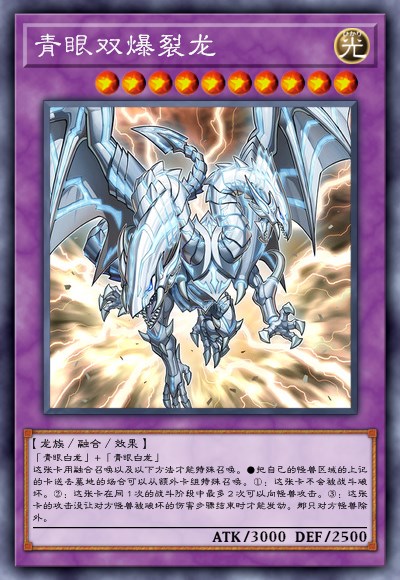 青眼双爆裂龙
光
【龙族／融合／效果】
「青眼白龙」＋「青眼白龙」
这张卡用融合召唤以及以下方法才能特殊召唤。●把自己的怪兽区域的上记
的卡送去墓地的场合可以从额外卡组特殊召唤。①：这张卡不会被战斗破
坏。②：这张卡在同1次的战斗阶段中最多2次可以向怪兽攻击。③：这张
卡的攻击没让对方怪兽被破坏的伤害步骤结束时才能发动。那只对方怪兽除
外。
ATK/3000 DEF/2500